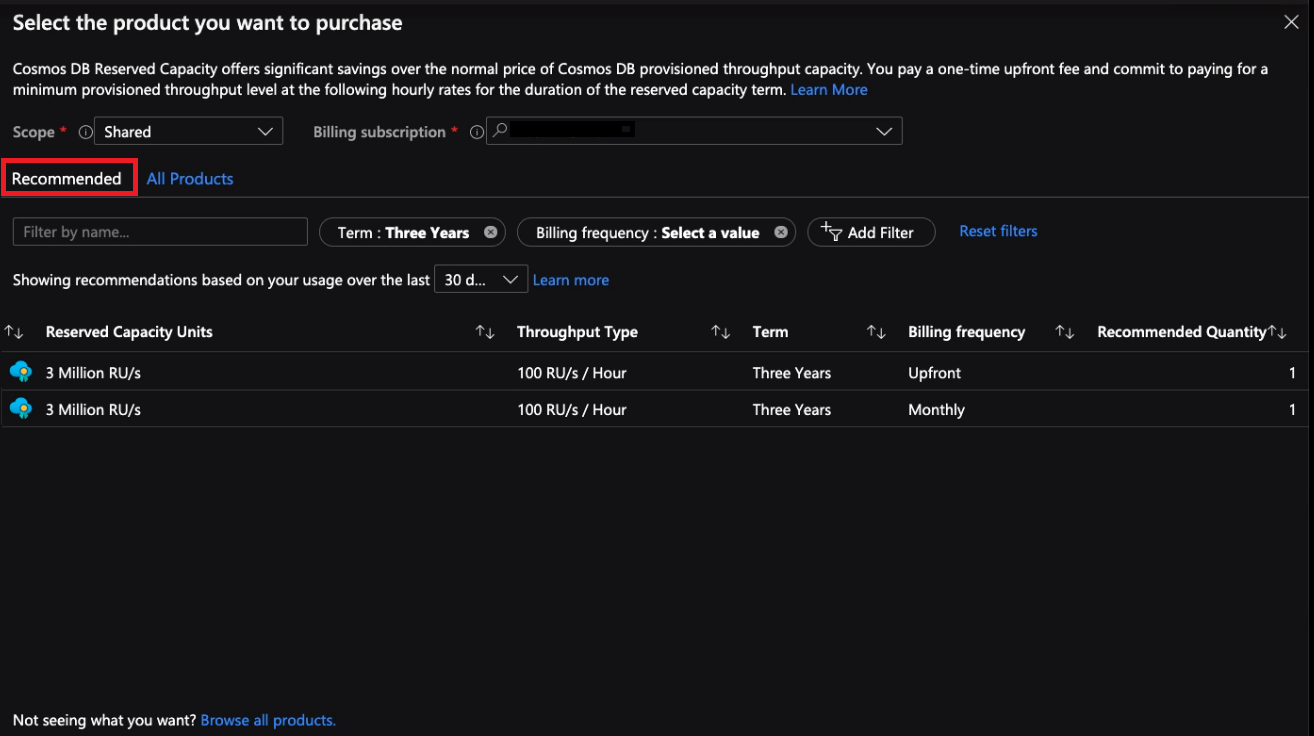 Select the product you want to purchase
Cosmos DB Reserved Capacity offers significant savings over the normal price of Cosmos DB provisioned throughput capacity. You pay a one-time upfront fee and commit to paying for a
minimum provisioned throughput level at the following hourly rates for the duration of the reserved capacity term. Learn More
Scope * Shared Billing subscription *
Recommended All Products
Filter by name... Term : Three Years Billing frequency : Select a value Add Filter Reset filters
Showing recommendations based on your usage over the last 30 d... Learn more
Reserved Capacity Units Throughput Type Term Billing frequency Recommended Quantity
3 Million RU/s 100 RU/s / Hour Three Years Upfront 1
3 Million RU/s 100 RU/s / Hour Three Years Monthly 1
Not seeing what you want? Browse all products.